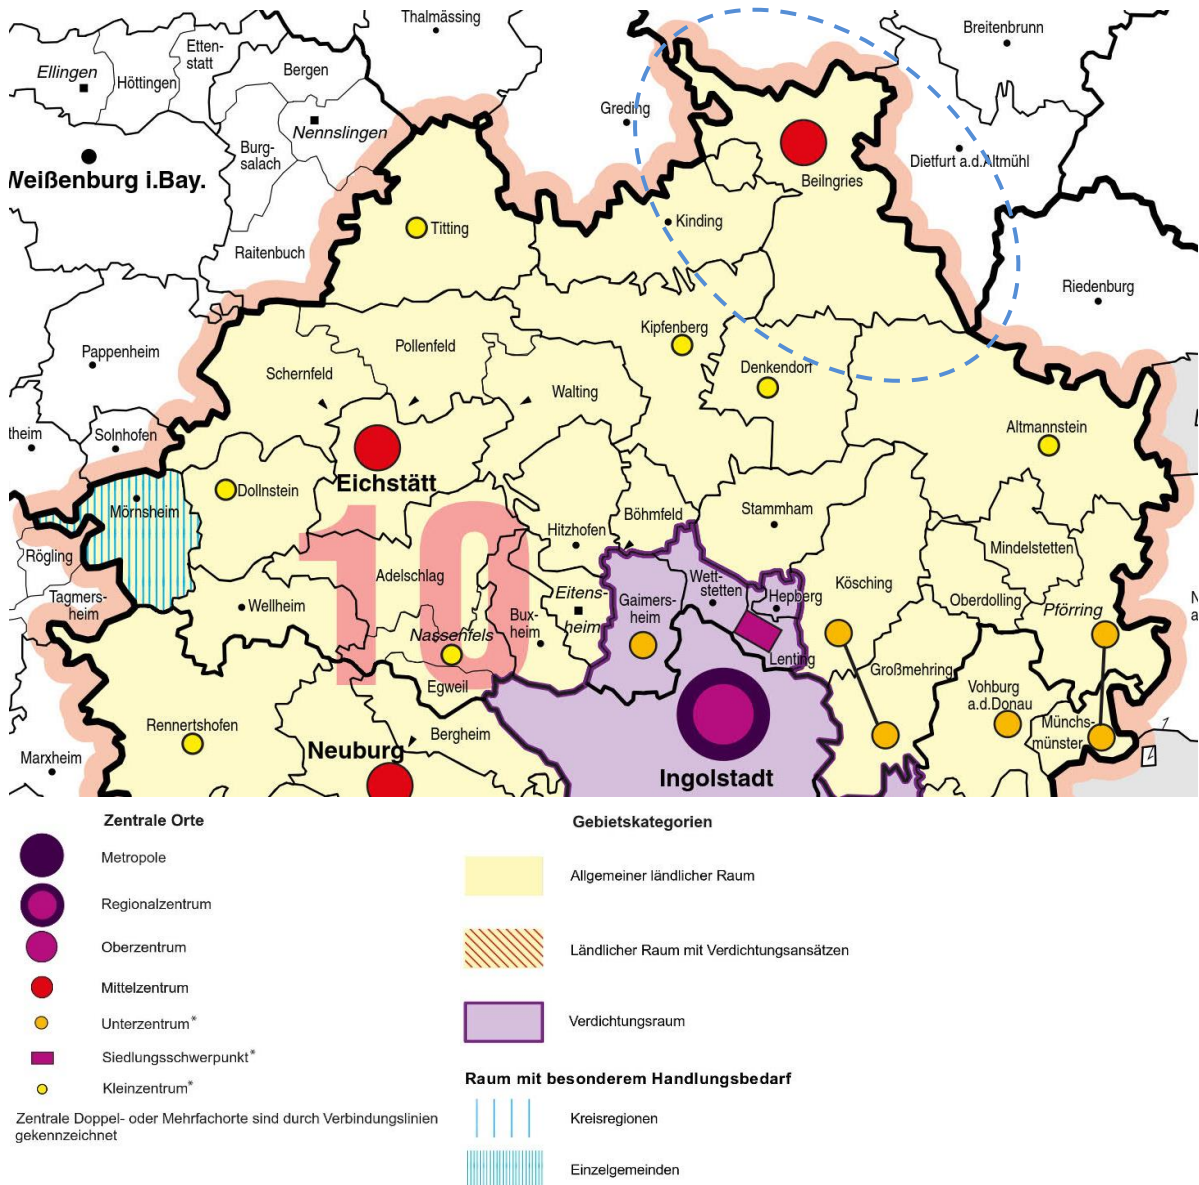 Thalmässing
Breitenbrunn
Etten-
statt
Ellingen
Höttingen
Bergen
Greding
Nennslingen
Burg-
salach
Dietfurt a.d.Altmühl
Weißenburg i.Bay.
Beilngries
Kinding
Titting
Raitenbuch
Riedenburg
Kipfenberg
Pollenfeld
Pappenheim
Schernfeld
Denkendorf
Walting
Altmannstein
theim
Solnhofen
Eichstätt
Dollnstein
Mörnsheim
10
Böhmfeld
Stammham
Hitzhofen
Mindelstetten
Rögling
Adelschlag
Wett-
stetten
Kösching
Tagmers-
heim
Wellheim
Eitens-
heim
Gaimers-
heim
Hepberg
Oberdolling
Pförring
Bux-
heim
Nassenfels
Lenting
Großmehring
Egweil
Vohburg
a.d.Donau
Münchs-
münster
Rennertshofen
Bergheim
Neuburg
Marxheim
Ingolstadt
Zentrale Orte
Metropole
Regionalzentrum
Oberzentrum
Mittelzentrum
Unterzentrum*
Siedlungsschwerpunkt*
Kleinzentrum*
Zentrale Doppel- oder Mehrfachorte sind durch Verbindungslinien
gekennzeichnet
Gebietskategorien
Allgemeiner ländlicher Raum
Ländlicher Raum mit Verdichtungsansätzen
Verdichtungsraum
Raum mit besonderem Handlungsbedarf
Kreisregionen
Einzelgemeinden